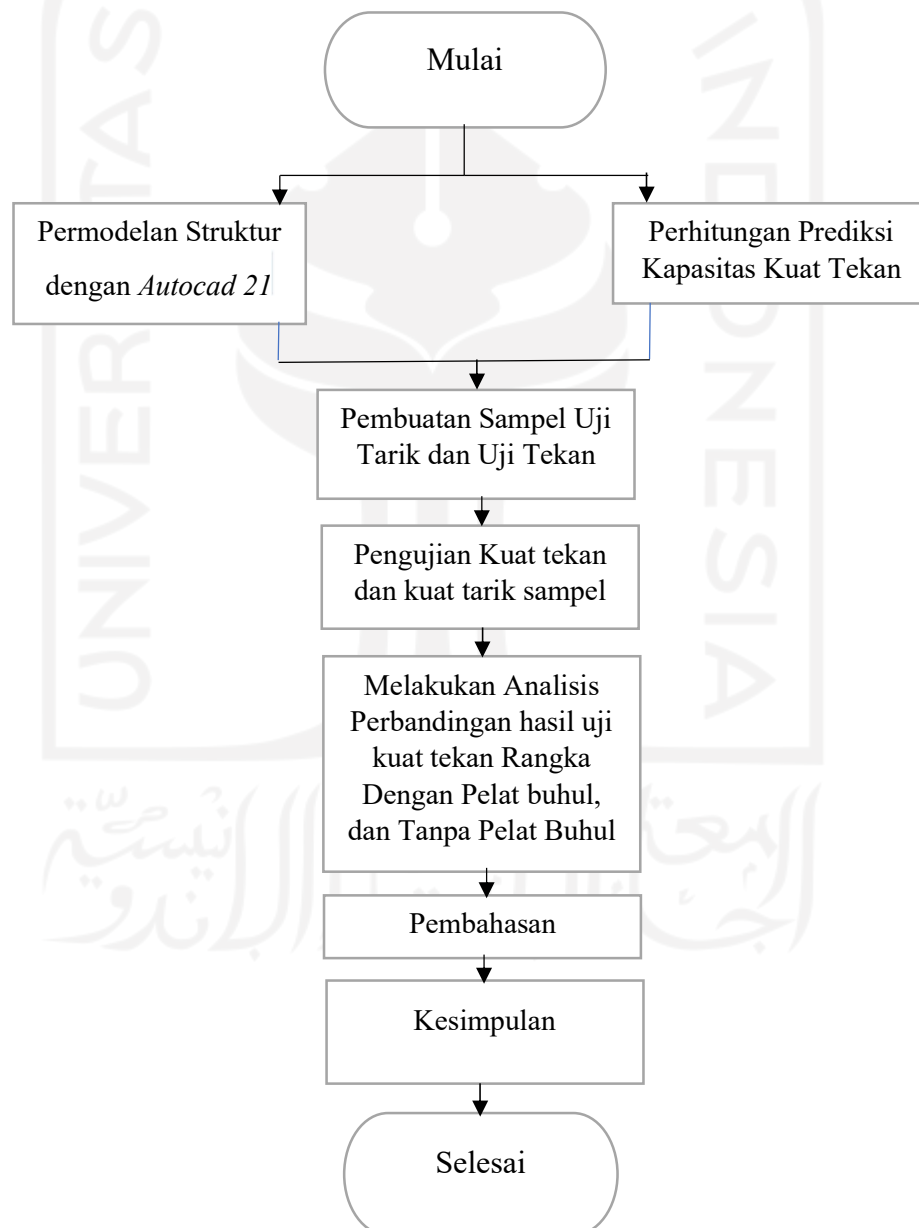 Mulai
Permodelan Struktur
dengan Autocad 21
Perhitungan Prediksi
Kapasitas Kuat Tekan
Pembuatan Sampel Uji
Tarik dan Uji Tekan
Pengujian Kuat tekan
dan kuat tarik sampel
Melakukan Analisis
Perbandingan hasil uji
kuat tekan Rangka
Dengan Pelat buhul,
dan Tanpa Pelat Buhul
Pembahasan
Kesimpulan
Selesai
UNIVERSITAS
INDONESIA